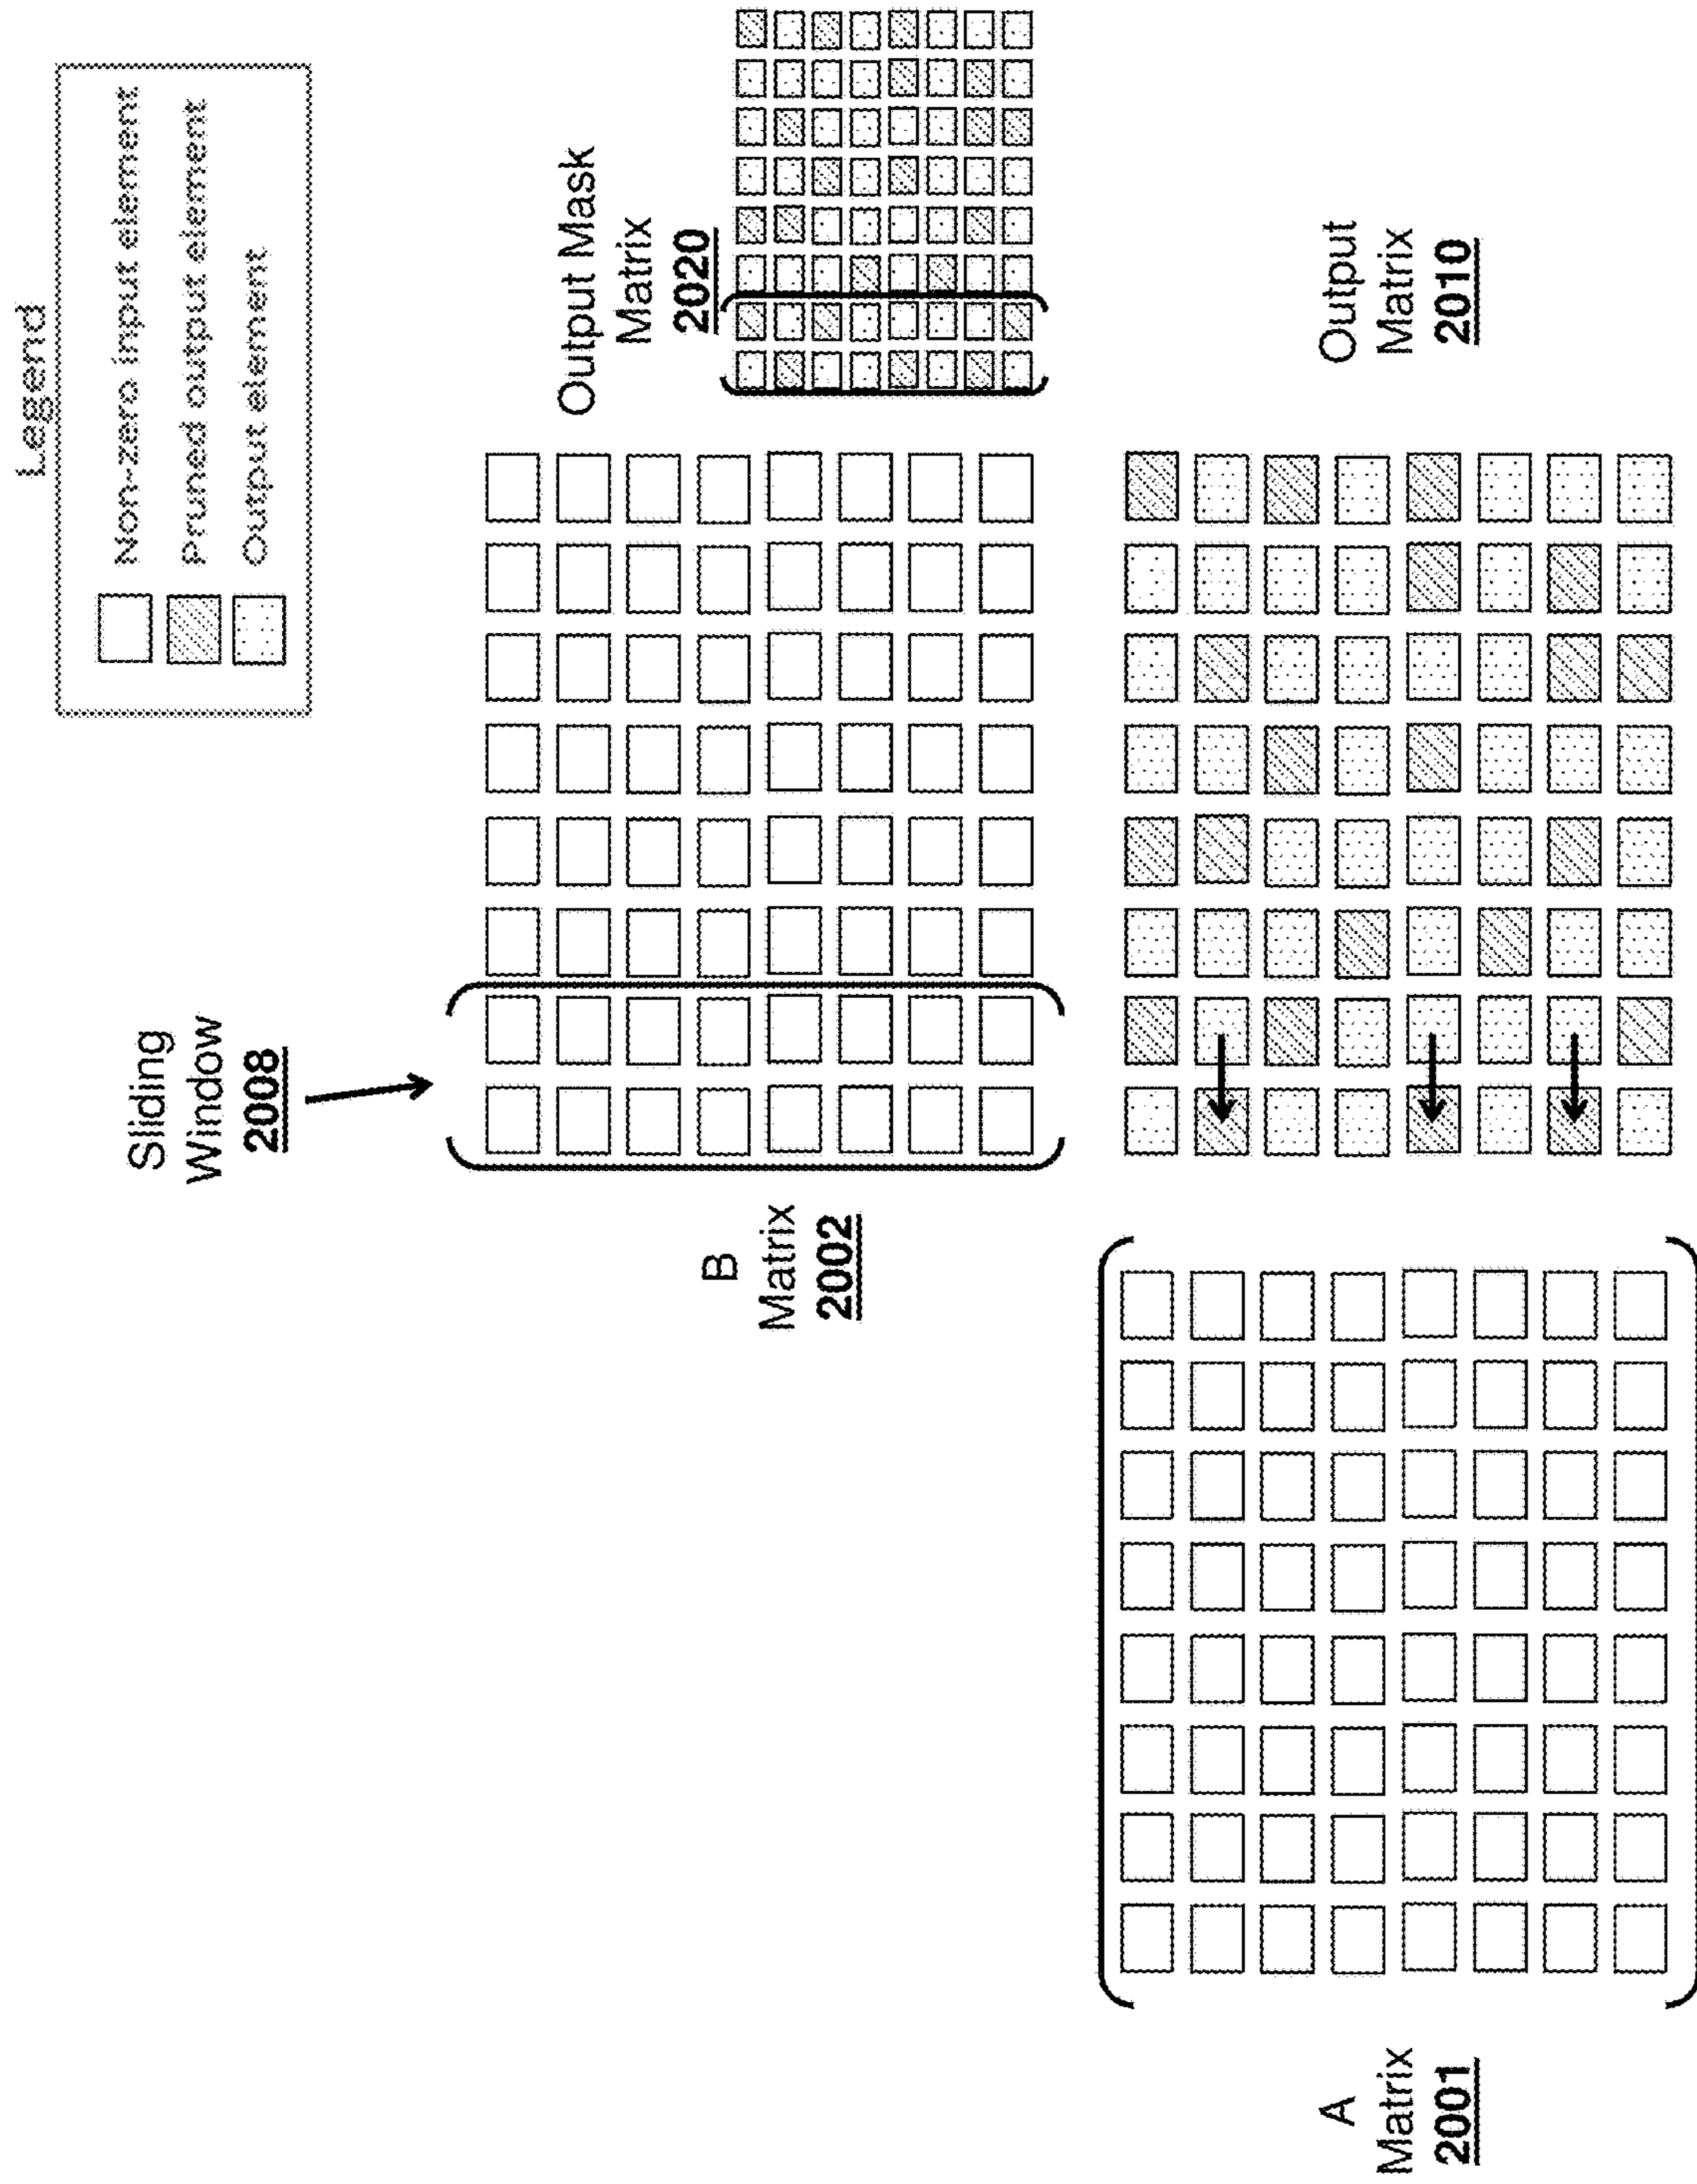 Legend
Non-zero input element
Pruned output element
Output element
Sliding
Window
2008
Output Mask
Matrix
2020
B
Matrix
2002
Output
Matrix
2010
A
Matrix
2001